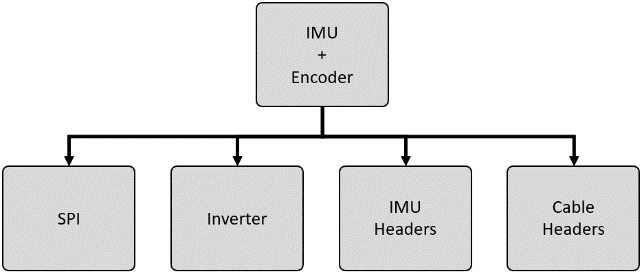 IMU
+
Encoder
SPI
Inverter
IMU
Headers
Cable
Headers